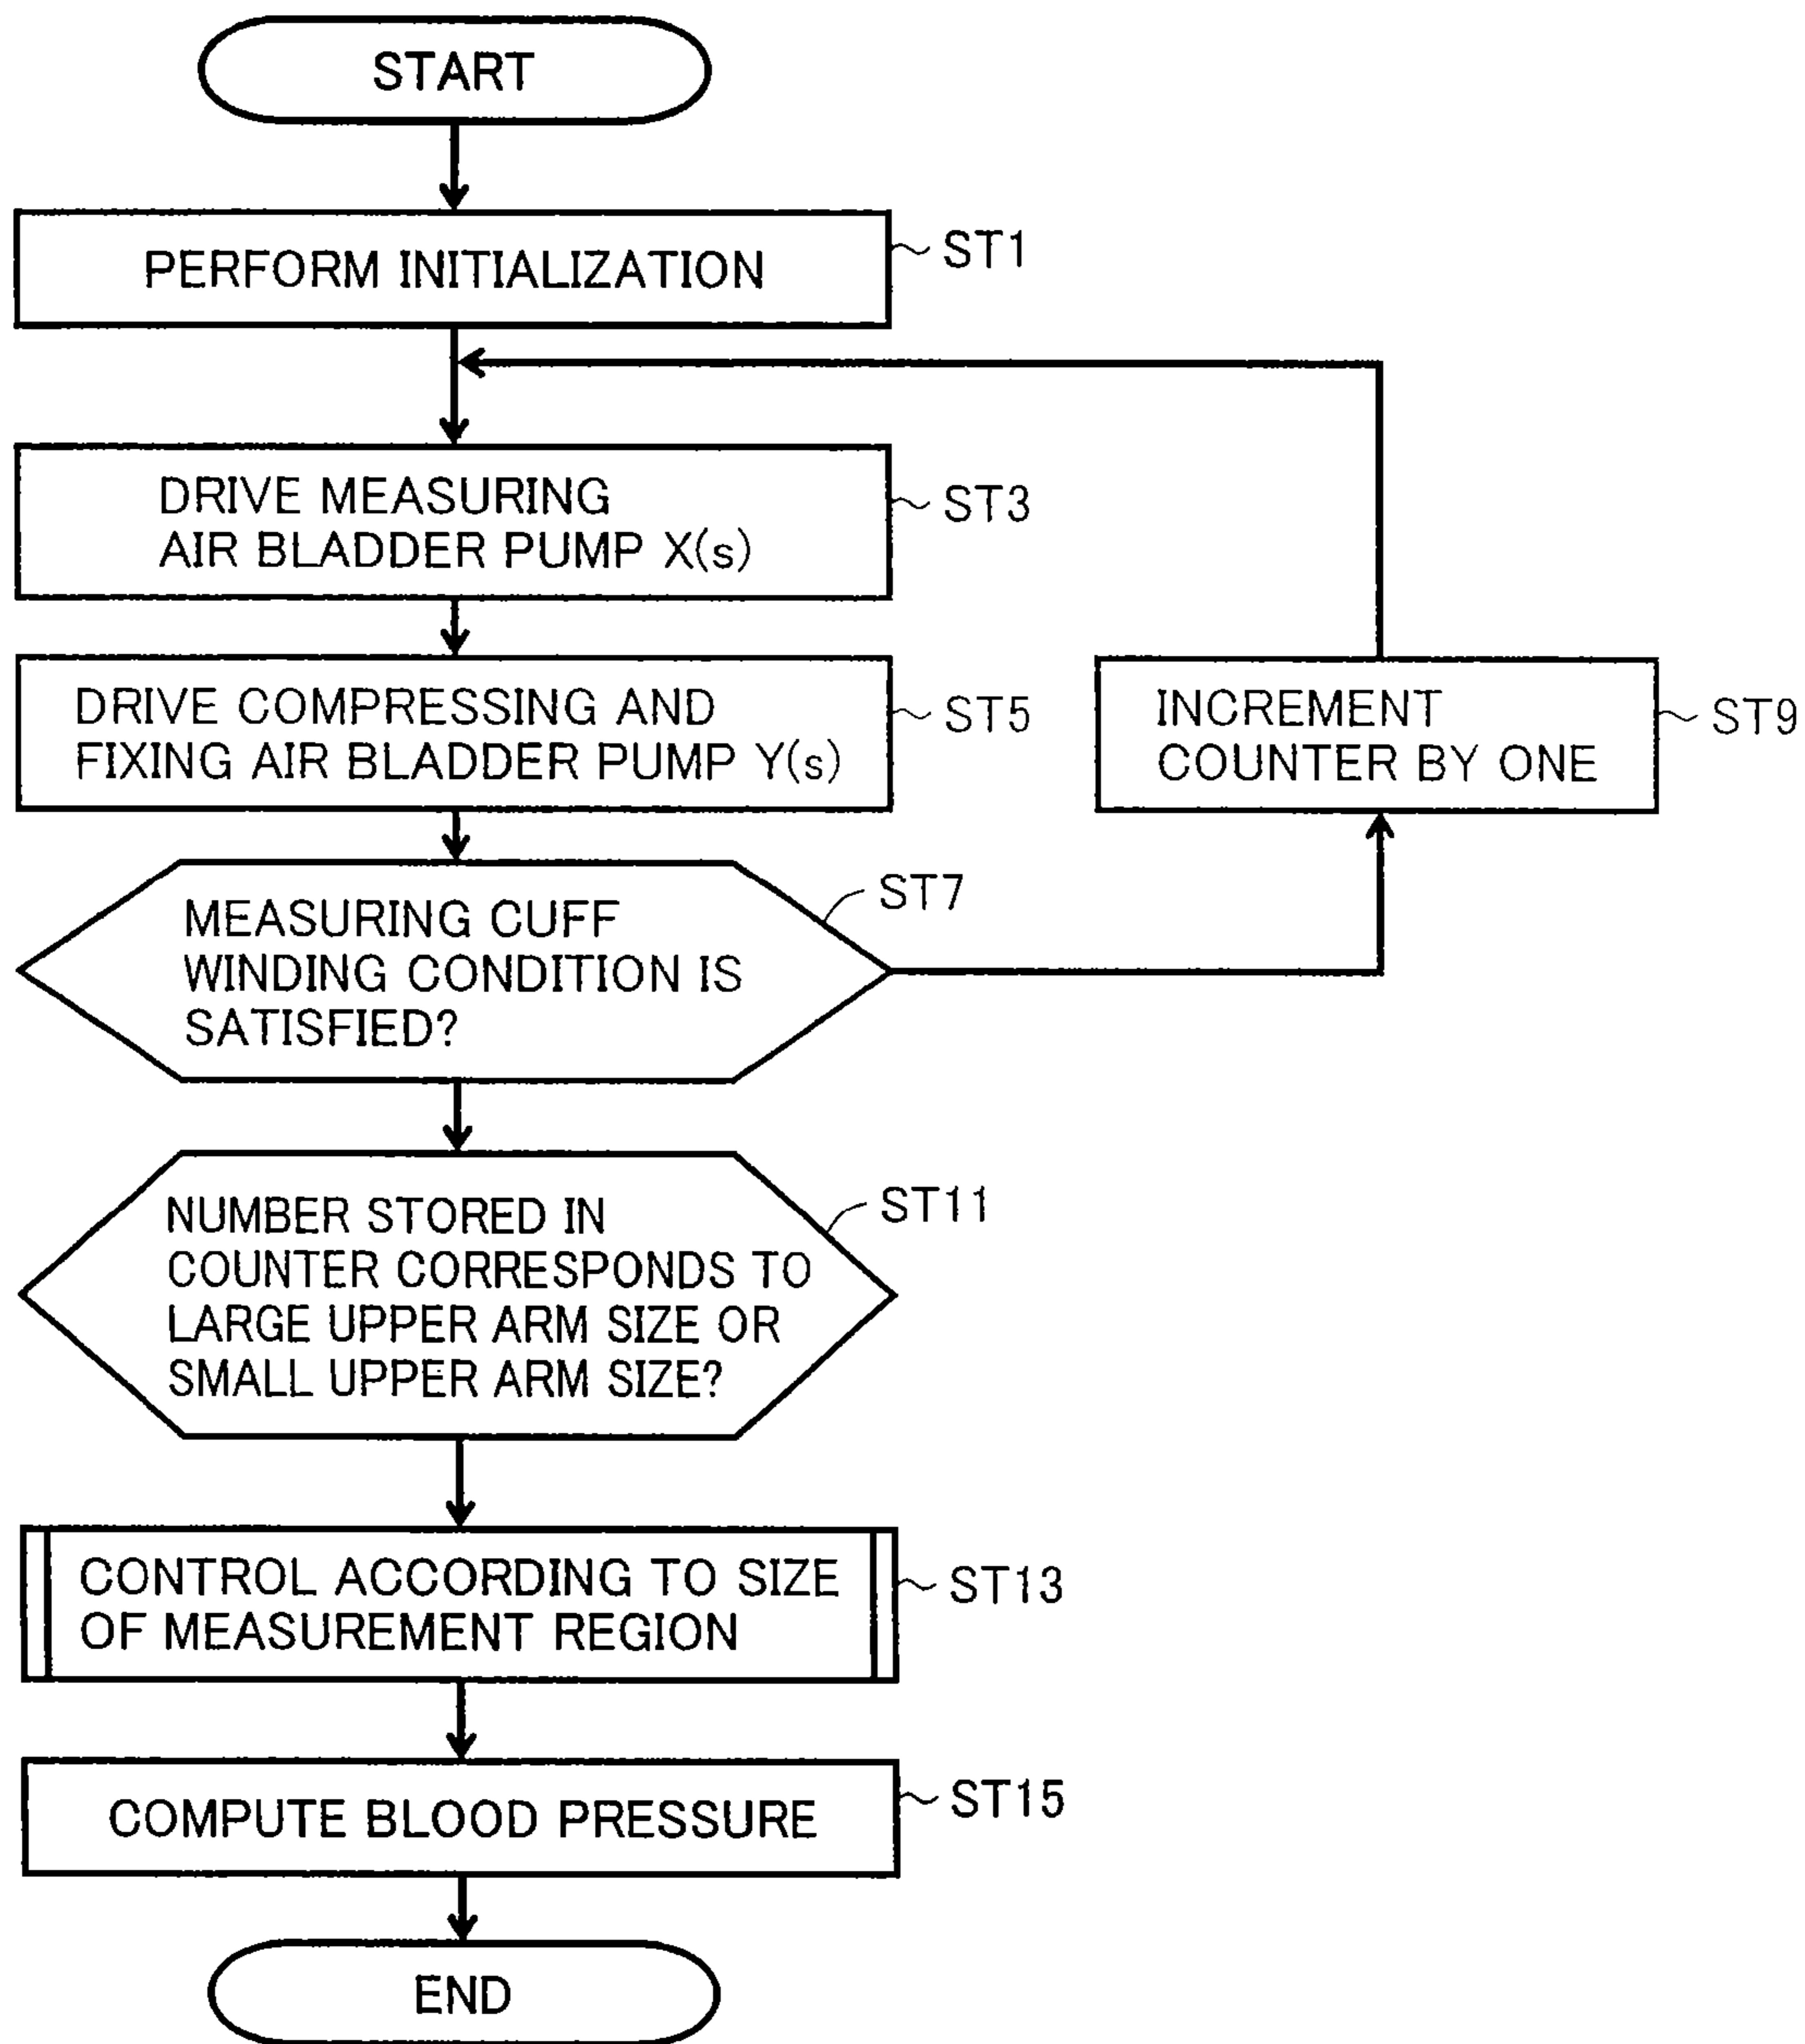 START
PERFORM INITIALIZATION
ST1
DRIVE MEASURING
AIR BLADDER PUMP X(s)
ST3
DRIVE COMPRESSING AND
FIXING AIR BLADDER PUMP Y(s)
ST5
INCREMENT
COUNTER BY ONE
ST9
MEASURING CUFF
WINDING CONDITION IS
SATISFIED?
ST7
NUMBER STORED IN
COUNTER CORRESPONDS TO
LARGE UPPER ARM SIZE OR
SMALL UPPER ARM SIZE?
ST11
CONTROL ACCORDING TO SIZE
OF MEASUREMENT REGION
ST13
COMPUTE BLOOD PRESSURE
ST15
END